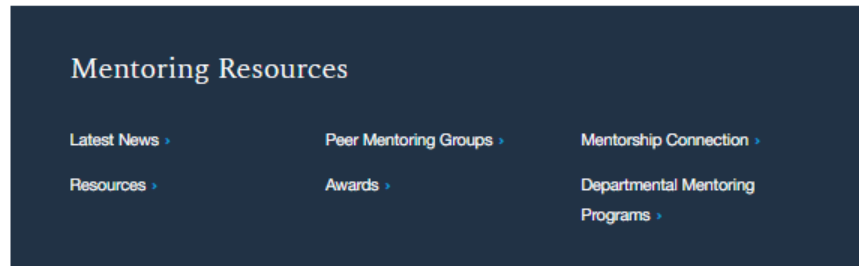 Mentoring Resources
Latest News ›
Peer Mentoring Groups ›
Mentorship Connection ›
Resources ›
Awards ›
Departmental Mentoring
Programs ›